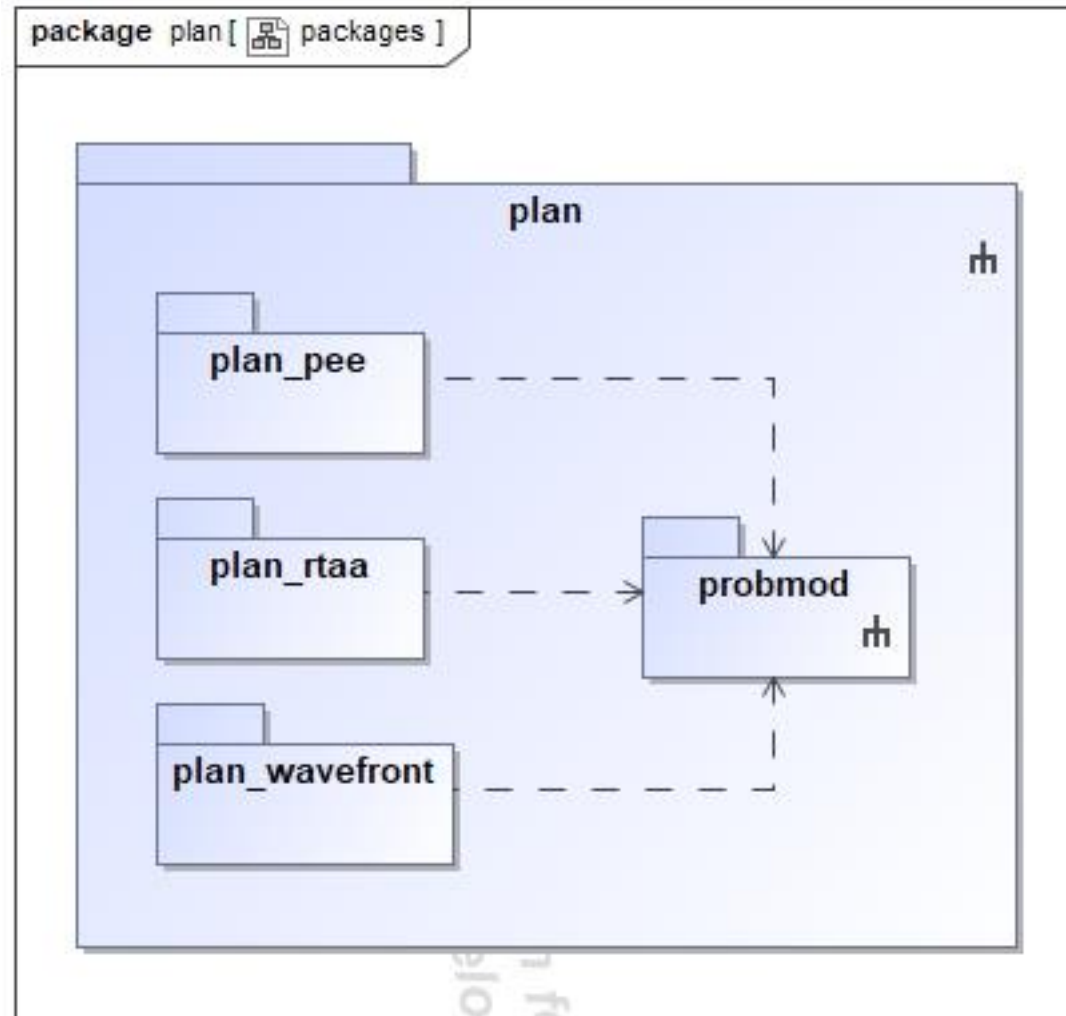 package plan [ packages ]
plan
plan_pee
plan_rtaa
probmod
plan_wavefront